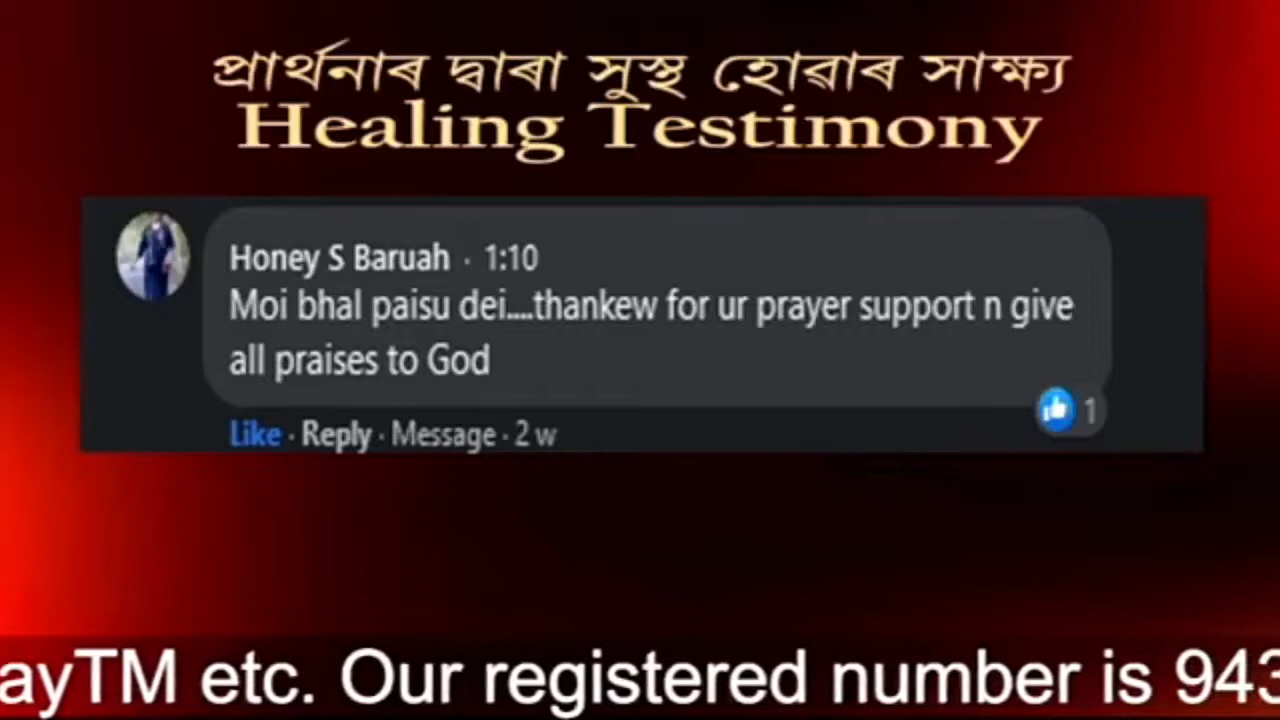 প্ৰাৰ্থনাৰ দ্বাৰা সুস্থ হোৱাৰ সাক্ষ্য
Healing Testimony
Honey S Baruah · 1:10
Moi bhal paisu dei....thankew for ur prayer support n give
all praises to God
1
Like · Reply · Message · 2 w
ayTM etc. Our registered number is 943